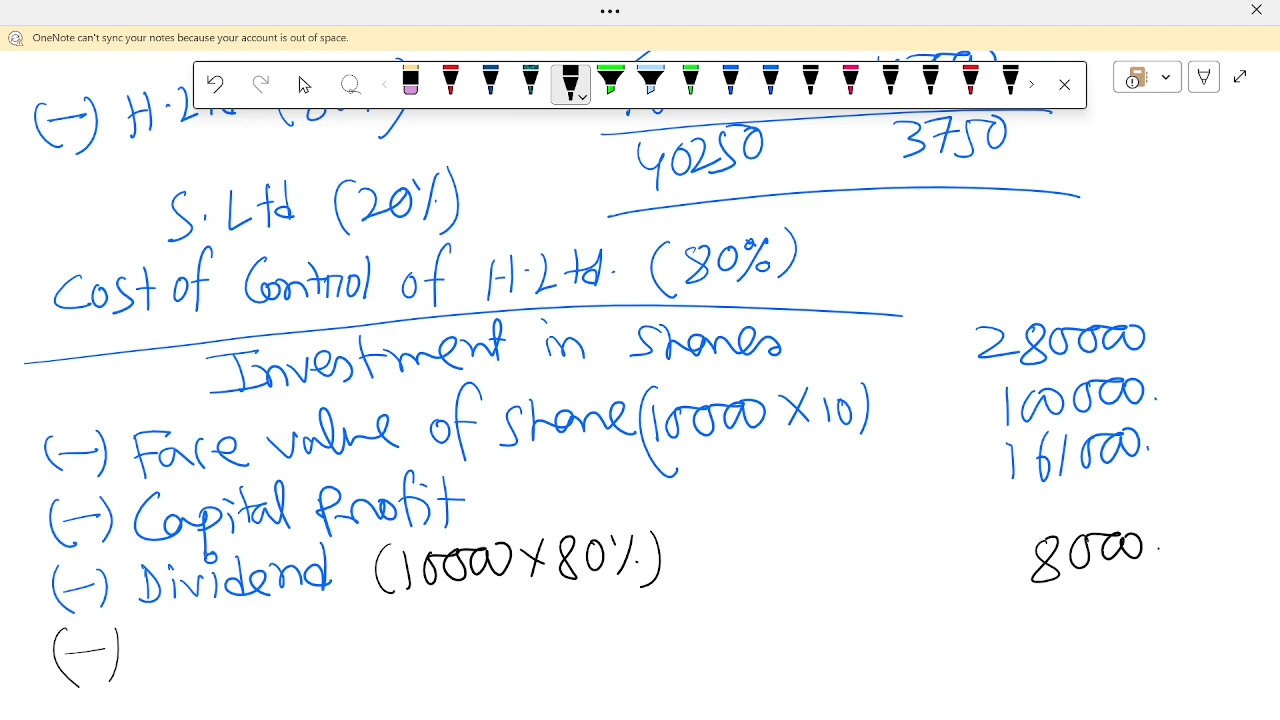 OneNote can't sync your notes because your account is out of space.
(–) H.Ltd
40250 3750
S. Ltd (20%)
Cost of Control of H.Ltd. (80%)
Investment in shares 280000
(–) Face value of share (10000 × 10) 100000.
(–) Capital Profit 161000.
(–) Dividend (10000 × 80%) 8000.
(–)